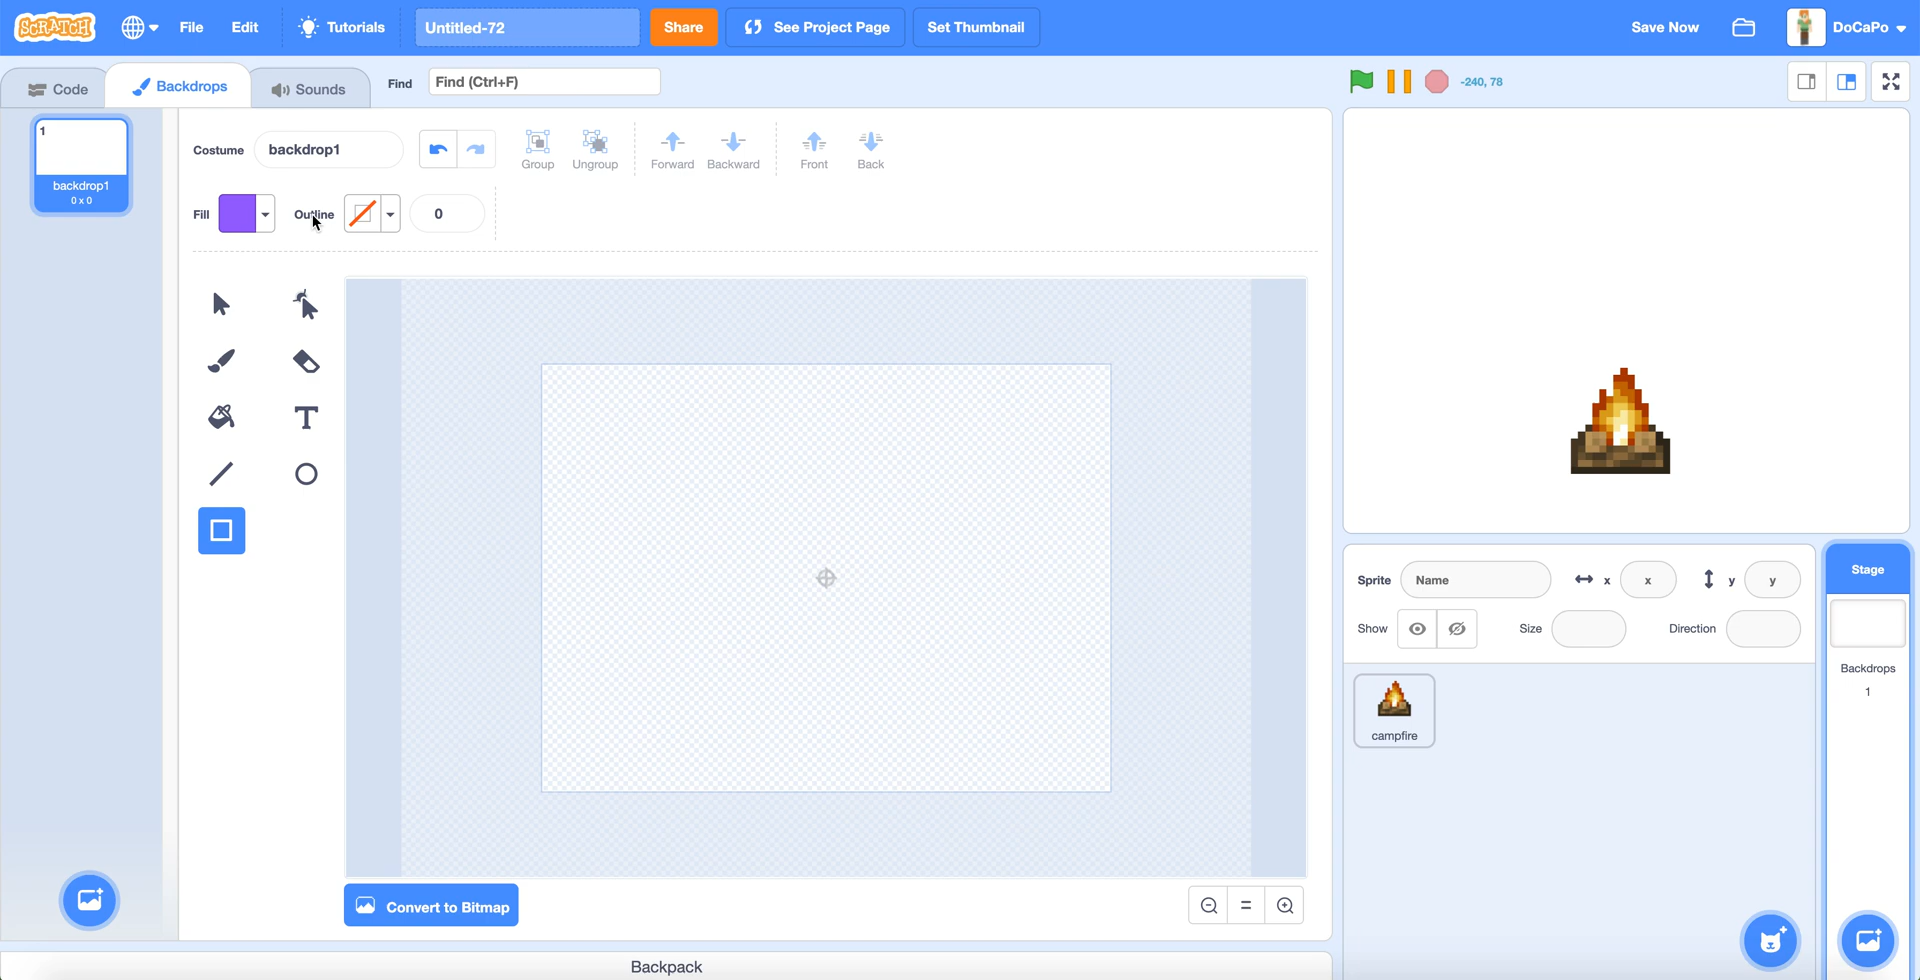 SCRATCH
File
Edit
Tutorials
Untitled-72
Share
See Project Page
Set Thumbnail
Save Now
DoCaPo
Code
Backdrops
Sounds
Find
Find (Ctrl+F)
-240, 78
1
backdrop1
0 x 0
Costume
backdrop1
Group
Ungroup
Forward
Backward
Front
Back
Fill
Outline
0
T
Convert to Bitmap
Backpack
Sprite
Name
x
x
y
y
Show
Size
Direction
campfire
Stage
Backdrops
1